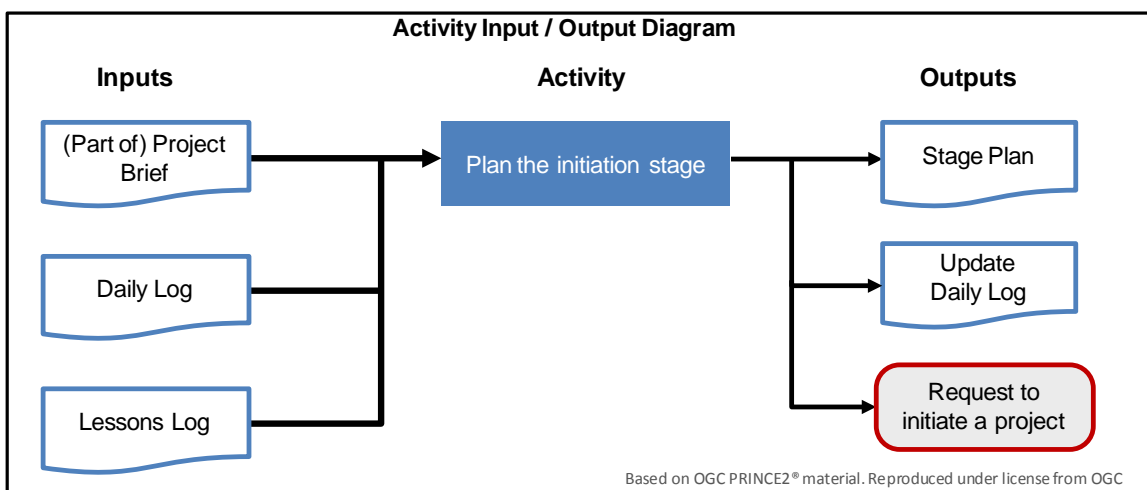 Activity Input / Output Diagram
Inputs
Activity
Outputs
(Part of) Project
Brief
Plan the initiation stage
Stage Plan
Daily Log
Update
Daily Log
Lessons Log
Request to
initiate a project
Based on OGC PRINCE2® material. Reproduced under license from OGC